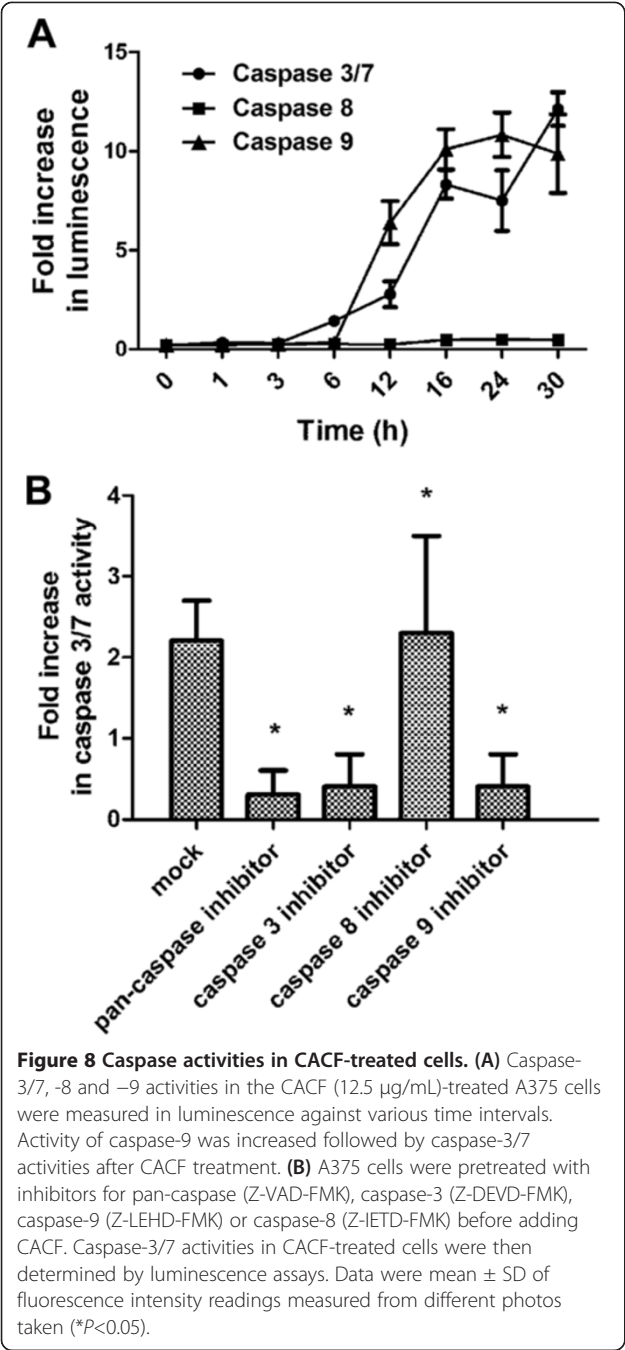 A
15
10
5
0
Fold increase
in luminescence
Caspase 3/7
Caspase 8
Caspase 9
0 1 3 6 12 16 24 30
Time (h)
B
4
3
2
1
0
Fold increase
in caspase 3/7 activity
* * * *
mock
pan-caspase inhibitor
caspase 3 inhibitor
caspase 8 inhibitor
caspase 9 inhibitor
Figure 8 Caspase activities in CACF-treated cells. (A) Caspase-
3/7, -8 and −9 activities in the CACF (12.5 μg/mL)-treated A375 cells
were measured in luminescence against various time intervals.
Activity of caspase-9 was increased followed by caspase-3/7
activities after CACF treatment. (B) A375 cells were pretreated with
inhibitors for pan-caspase (Z-VAD-FMK), caspase-3 (Z-DEVD-FMK),
caspase-9 (Z-LEHD-FMK) or caspase-8 (Z-IETD-FMK) before adding
CACF. Caspase-3/7 activities in CACF-treated cells were then
determined by luminescence assays. Data were mean ± SD of
fluorescence intensity readings measured from different photos
taken (*P<0.05).